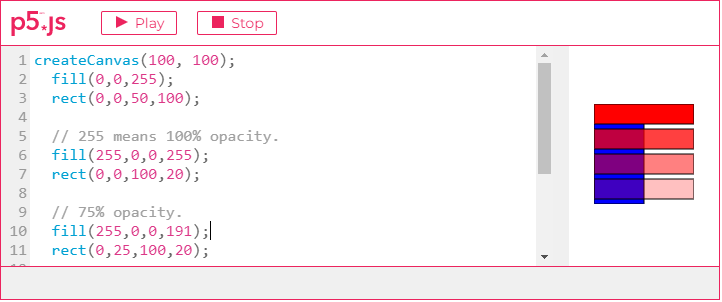 p5.js
Play
Stop
1 createCanvas(100, 100);
2 fill(0,0,255);
3 rect(0,0,50,100);
4
5 // 255 means 100% opacity.
6 fill(255,0,0,255);
7 rect(0,0,100,20);
8
9 // 75% opacity.
10 fill(255,0,0,191);
11 rect(0,25,100,20);